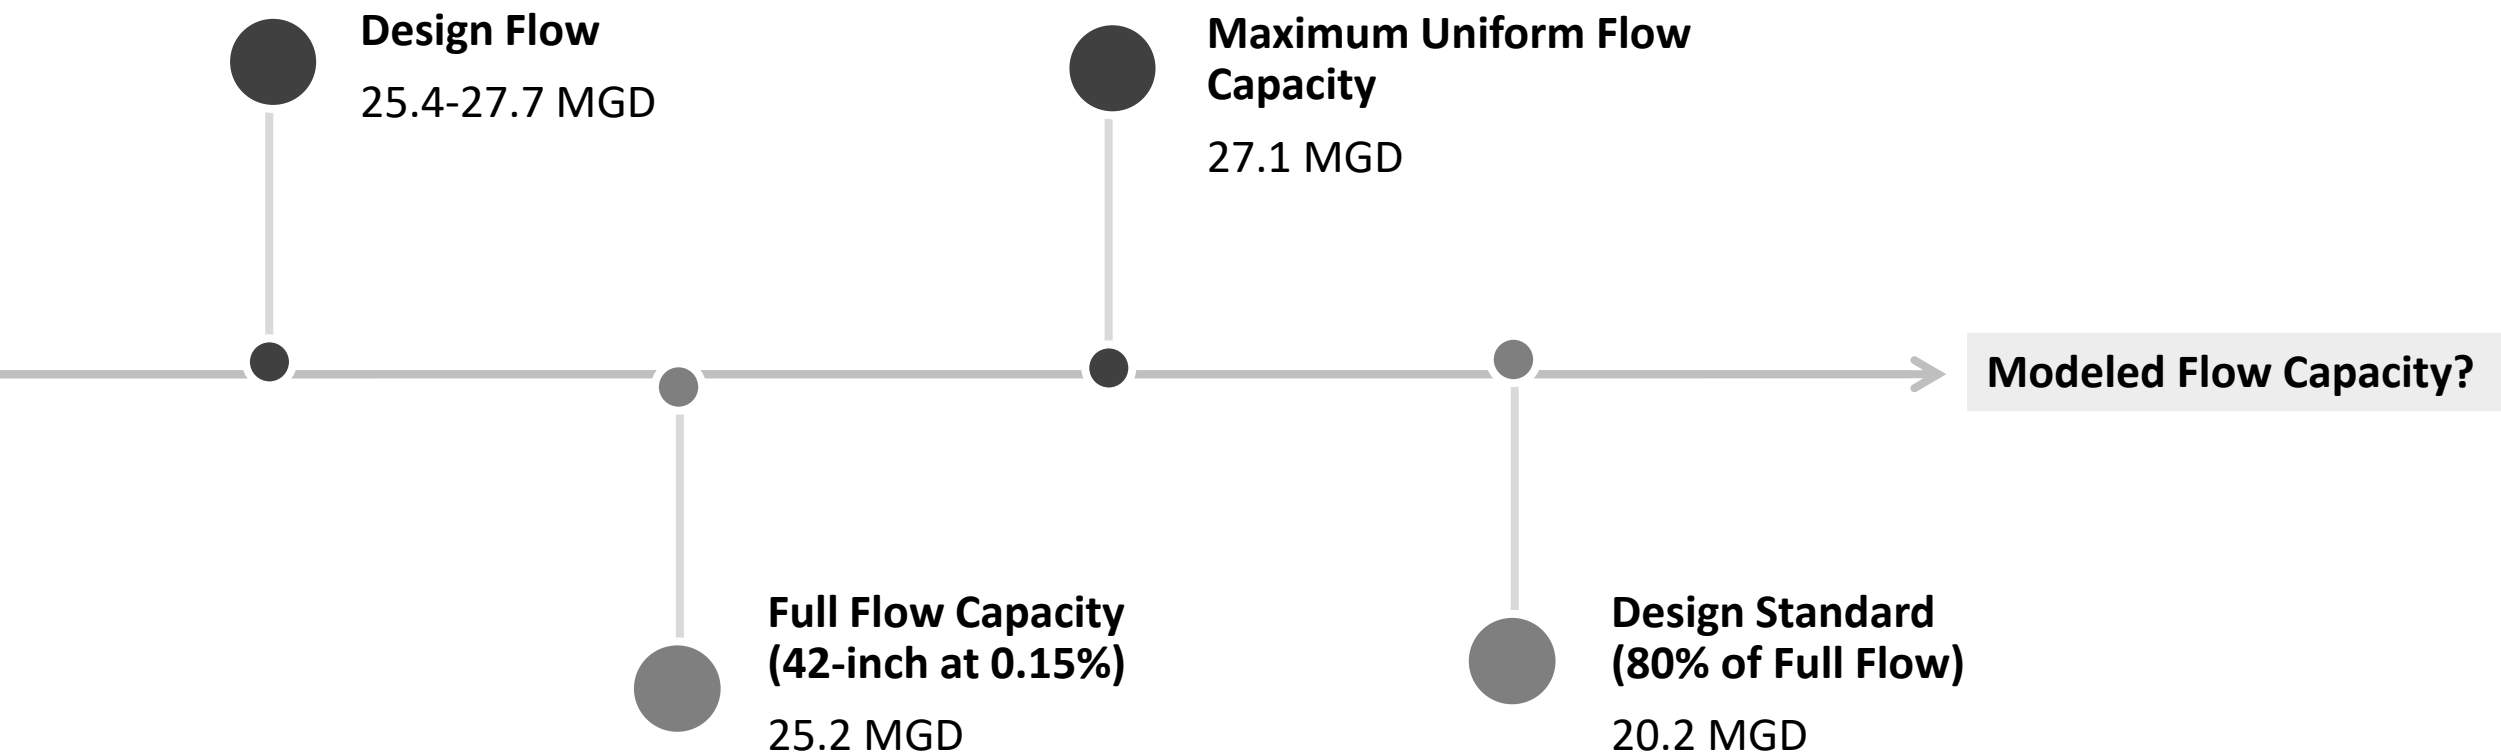 Design Flow
25.4-27.7 MGD
Full Flow Capacity
(42-inch at 0.15%)
25.2 MGD
Maximum Uniform Flow
Capacity
27.1 MGD
Design Standard
(80% of Full Flow)
20.2 MGD
Modeled Flow Capacity?